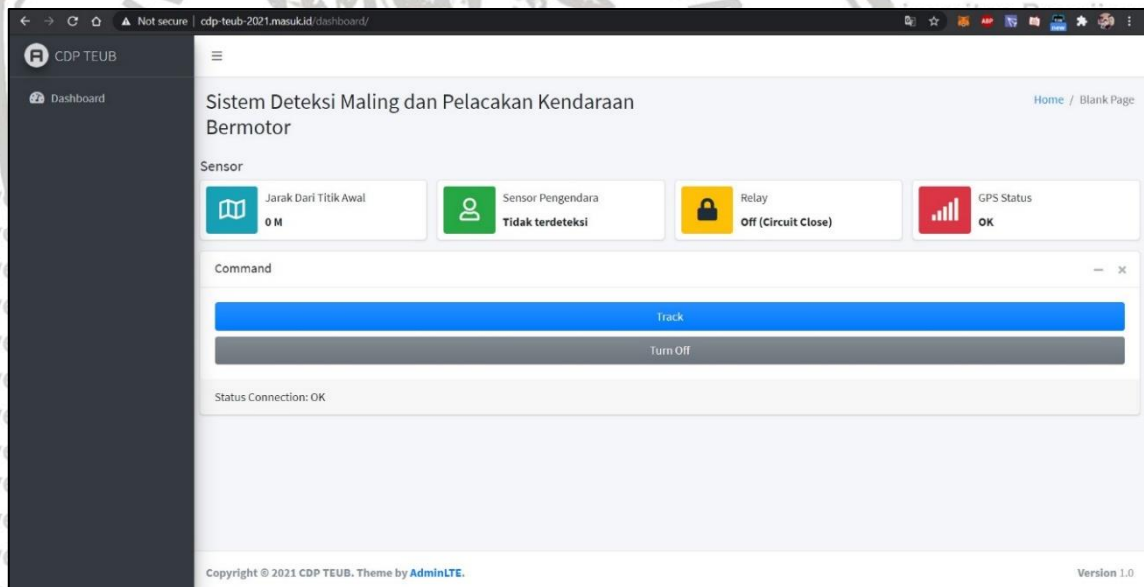 Not secure | cdp-teub-2021.masuk.id/dashboard/
CDP TEUB
Dashboard
Sistem Deteksi Maling dan Pelacakan Kendaraan
Bermotor
Home / Blank Page
Sensor
Jarak Dari Titik Awal
0 M
Sensor Pengendara
Tidak terdeteksi
Relay
Off (Circuit Close)
GPS Status
OK
Command
Track
Turn Off
Status Connection: OK
Copyright © 2021 CDP TEUB. Theme by AdminLTE.
Version 1.0